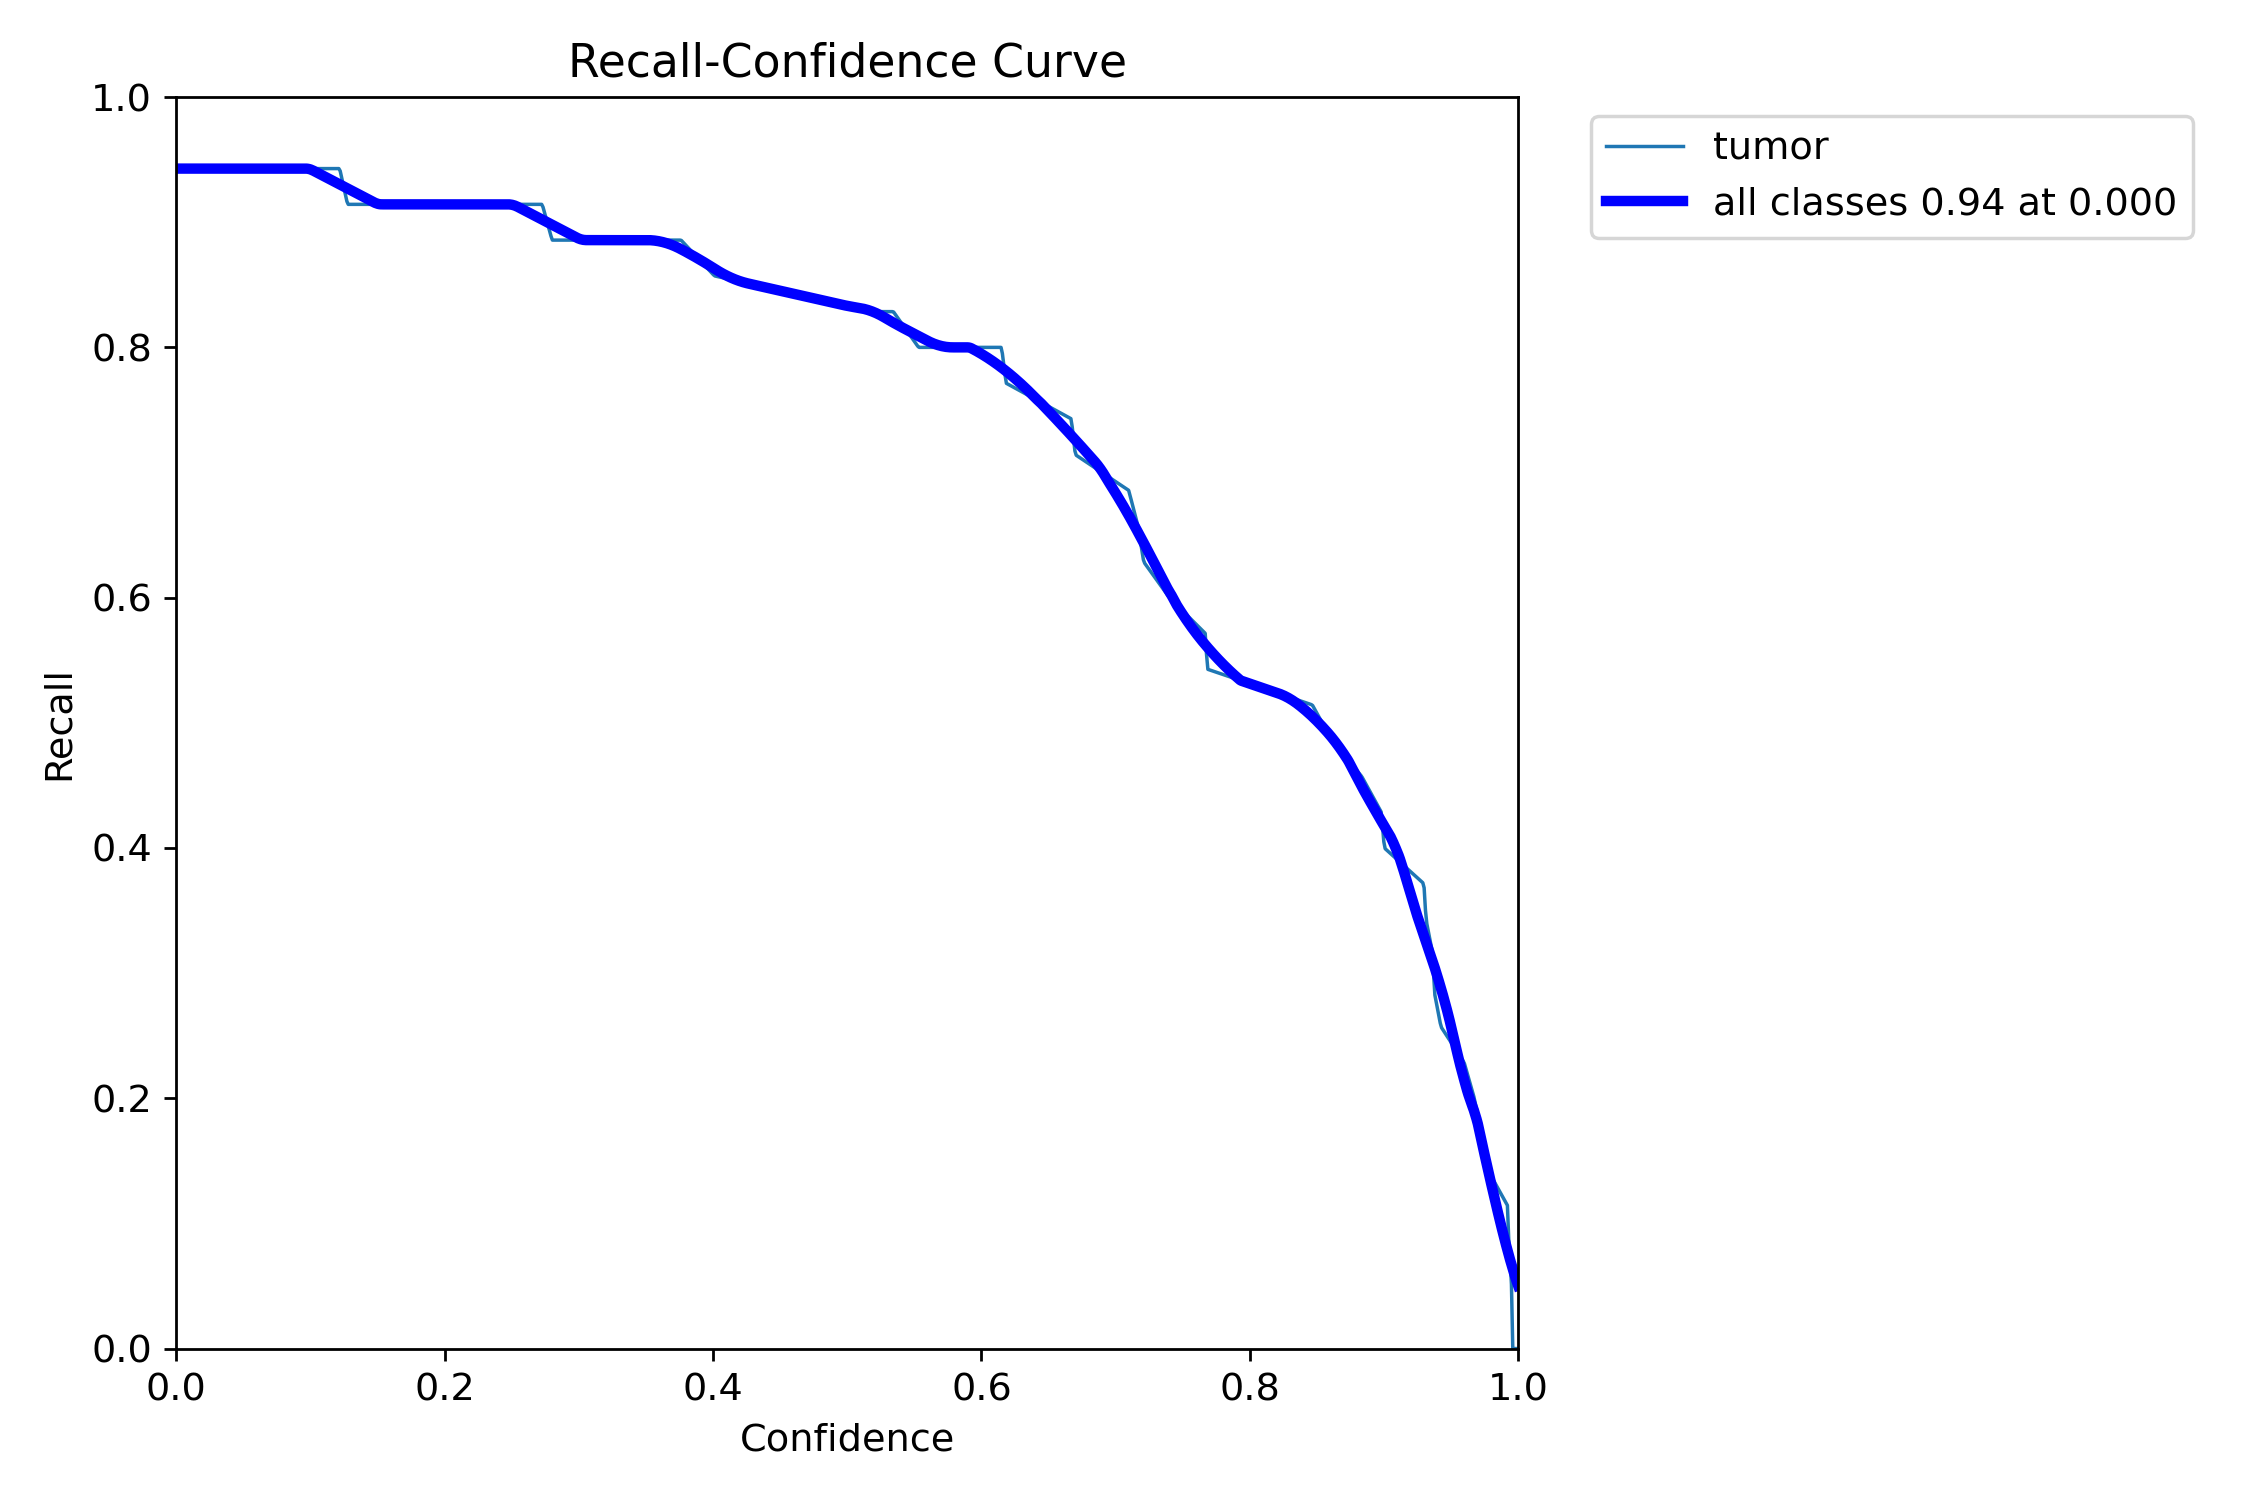 Recall-Confidence Curve
1.0
0.8
0.6
0.4
0.2
0.0
Recall
0.0 0.2 0.4 0.6 0.8 1.0
Confidence
tumor
all classes 0.94 at 0.000